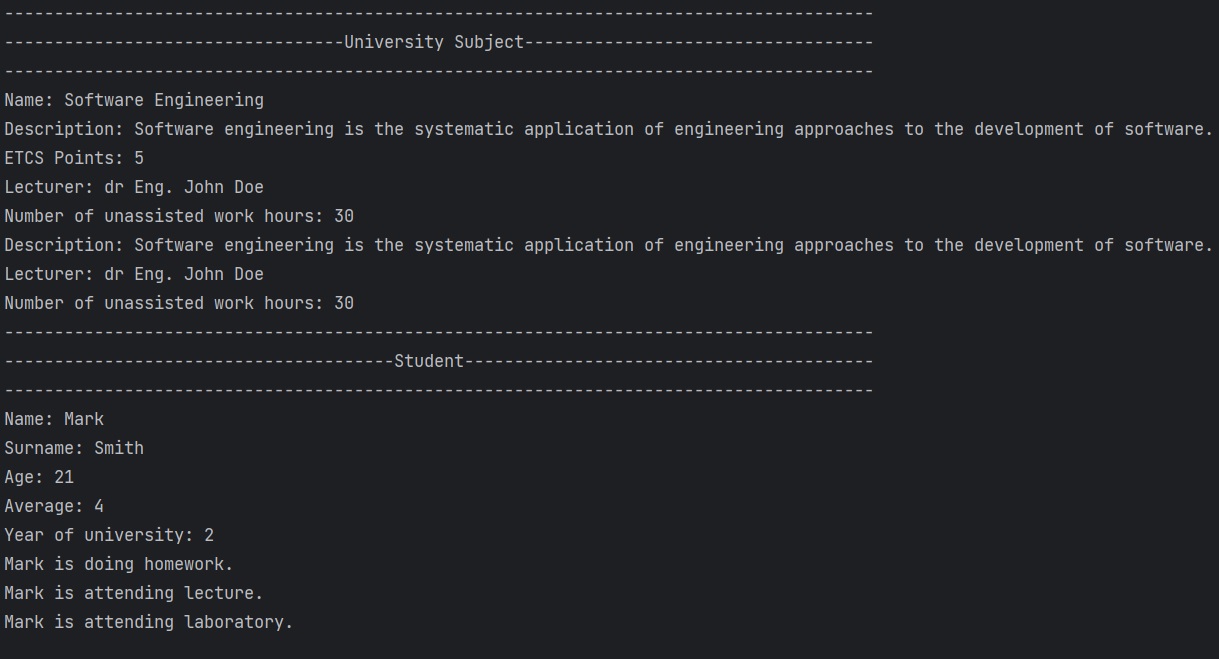 ---------------------------------------------------------------------------------------
----------------------------------University Subject-----------------------------------
---------------------------------------------------------------------------------------
Name: Software Engineering
Description: Software engineering is the systematic application of engineering approaches to the development of software.
ETCS Points: 5
Lecturer: dr Eng. John Doe
Number of unassisted work hours: 30
Description: Software engineering is the systematic application of engineering approaches to the development of software.
Lecturer: dr Eng. John Doe
Number of unassisted work hours: 30
---------------------------------------------------------------------------------------
---------------------------------------Student-----------------------------------------
---------------------------------------------------------------------------------------
Name: Mark
Surname: Smith
Age: 21
Average: 4
Year of university: 2
Mark is doing homework.
Mark is attending lecture.
Mark is attending laboratory.